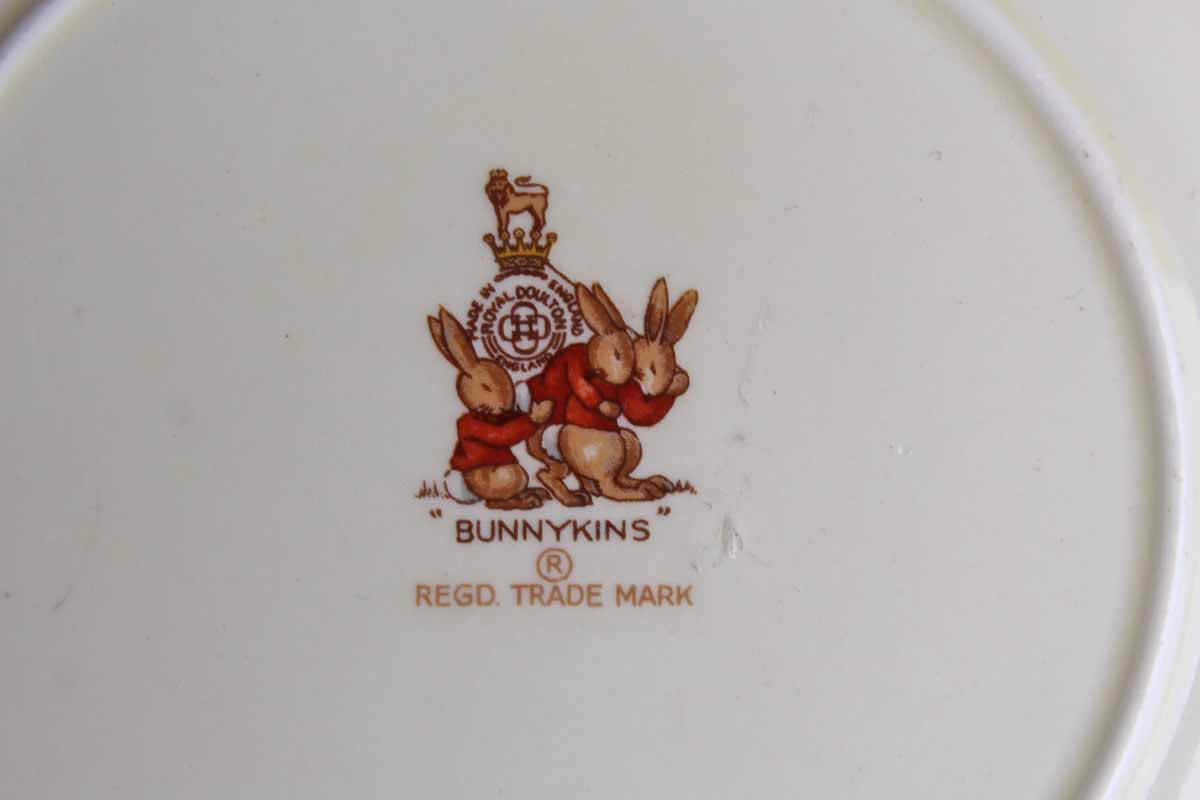 MADE IN ENGLAND
ROYAL DOULTON
ENGLAND
"BUNNYKINS"
®
REGD. TRADE MARK